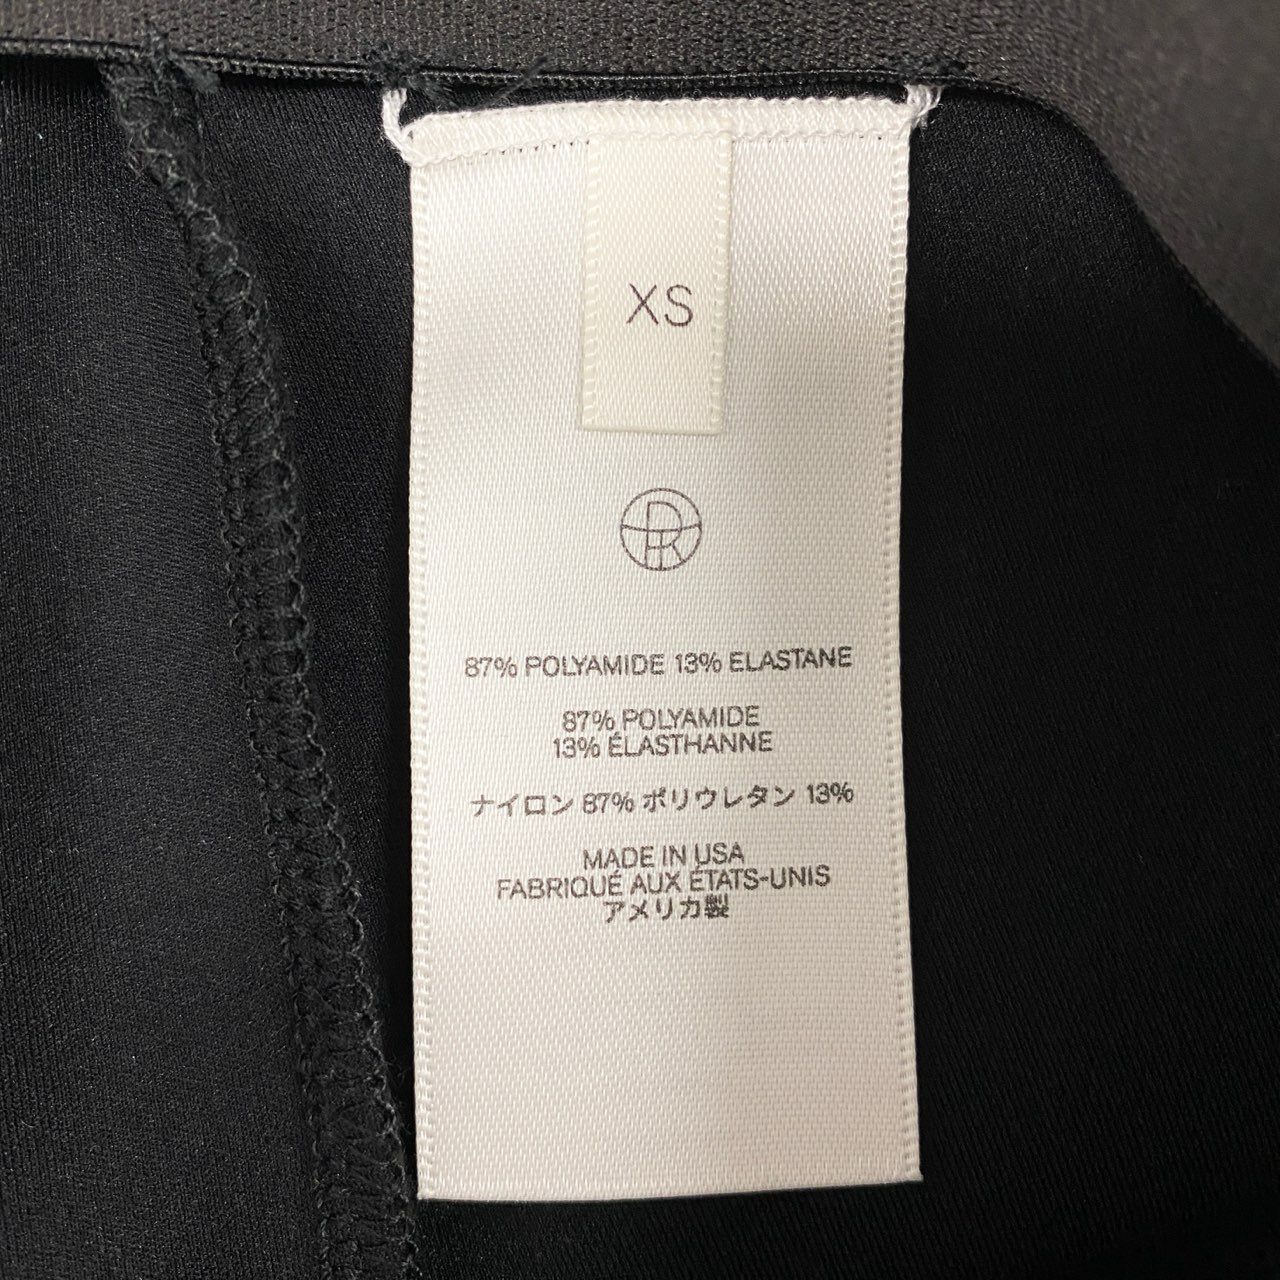 XS
87% POLYAMIDE 13% ELASTANE
87% POLYAMIDE
13% ÉLASTHANNE
ナイロン 87% ポリウレタン 13%
MADE IN USA
FABRIQUÉ AUX ÉTATS-UNIS
アメリカ製